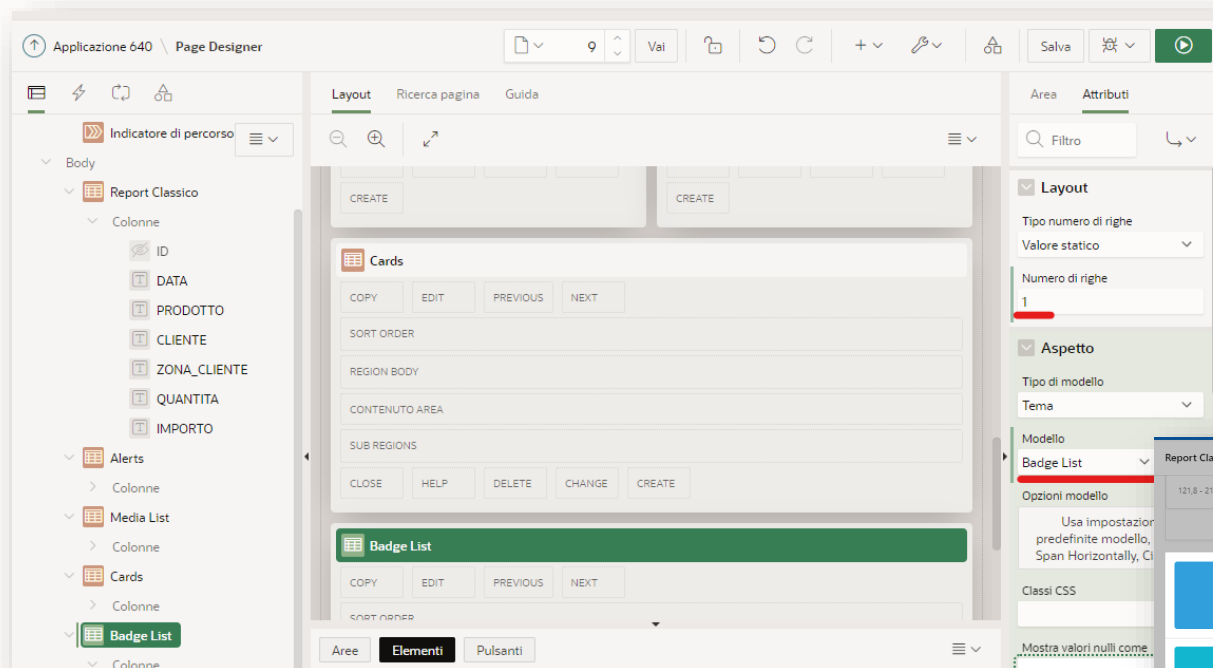 Applicazione 640 \ Page Designer
9
Vai
Salva
Layout
Ricerca pagina
Guida
Area
Attributi
Indicatore di percorso
Body
Report Classico
Colonne
ID
DATA
PRODOTTO
CLIENTE
ZONA_CLIENTE
QUANTITA
IMPORTO
Alerts
Colonne
Media List
Colonne
Cards
Colonne
Badge List
Colonne
CREATE
CREATE
Cards
COPY EDIT PREVIOUS NEXT
SORT ORDER
REGION BODY
CONTENUTO AREA
SUB REGIONS
CLOSE HELP DELETE CHANGE CREATE
Badge List
COPY EDIT PREVIOUS NEXT
SORT ORDER
Aree Elementi Pulsanti
Filtro
Layout
Tipo numero di righe
Valore statico
Numero di righe
1
Aspetto
Tipo di modello
Tema
Modello
Badge List
Opzioni modello
Usa impostazion
predefinite modello,
Span Horizontally, Ci
Classi CSS
Mostra valori nulli come
Report Cla
121,8 - 21